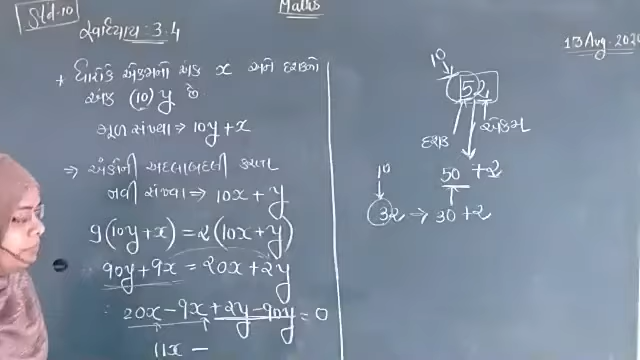 Std-10
Maths
સ્વાધ્યાય : 3.4
13 Aug. 202
+ ધારોકે એકમનો અંક x અને દશકનો
અંક (10) y છે
મૂળ સંખ્યા ⇒ 10y + x
⇒ અંકોની અદલાબદલી કરતા
નવી સંખ્યા ⇒ 10x + y
9(10y+x) = 2(10x+y)
90y+9x = 20x+2y
20x - 9x + 2y - 90y = 0
11x -
10
52
દશક એકમ
50 + 2
10
32 ⇒ 30 + 2